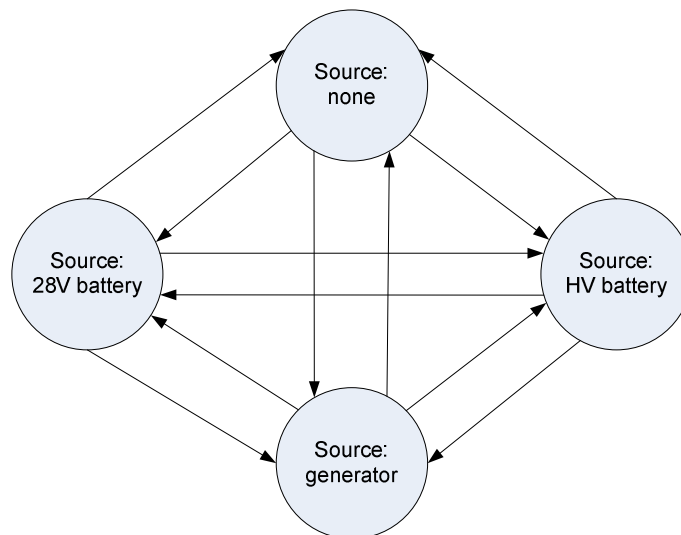 Source:
none
Source:
28V battery
Source:
HV battery
Source:
generator